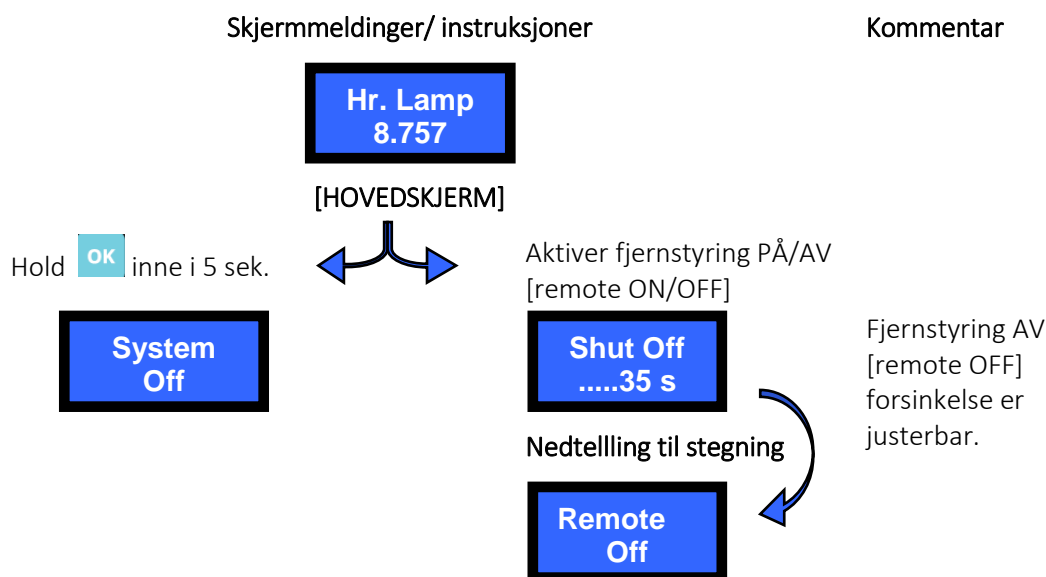 Skjermmeldinger/ instruksjoner
Kommentar
Hr. Lamp
8.757
[HOVEDSKJERM]
Hold OK inne i 5 sek.
System
Off
Aktiver fjernstyring PÅ/AV
[remote ON/OFF]
Shut Off
.....35 s
Fjernstyring AV
[remote OFF]
forsinkelse er
justerbar.
Nedtellling til stegning
Remote
Off